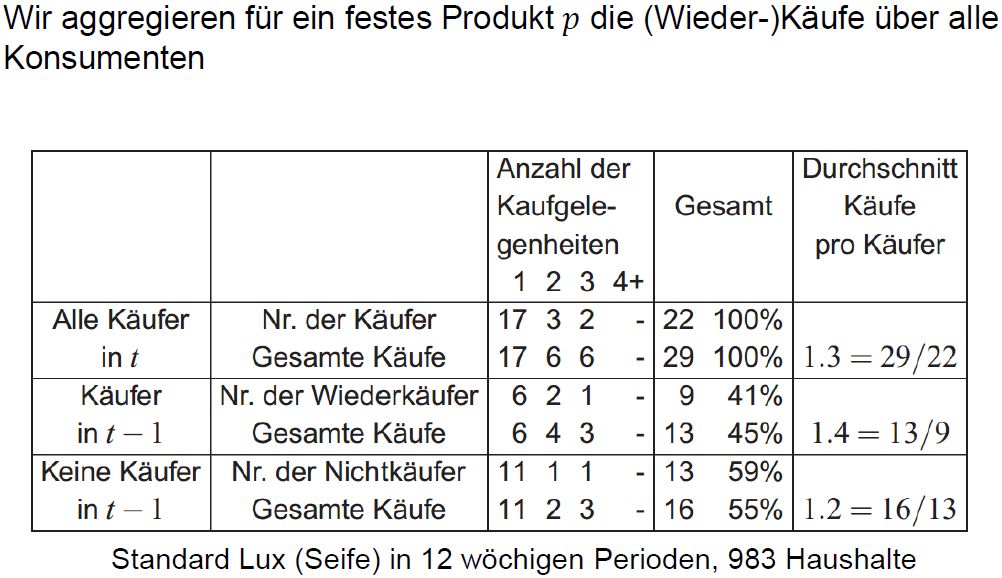 Wir aggregieren für ein festes Produkt p die (Wieder-)Käufe über alle
Konsumenten
Anzahl der Kaufgele-genheiten
Gesamt
Durchschnitt Käufe pro Käufer
1 2 3 4+
Alle Käufer Nr. der Käufer 17 3 2 - 22 100%
in t Gesamte Käufe 17 6 6 - 29 100% 1.3 = 29/22
Käufer Nr. der Wiederkäufer 6 2 1 - 9 41%
in t − 1 Gesamte Käufe 6 4 3 - 13 45% 1.4 = 13/9
Keine Käufer Nr. der Nichtkäufer 11 1 1 - 13 59%
in t − 1 Gesamte Käufe 11 2 3 - 16 55% 1.2 = 16/13
Standard Lux (Seife) in 12 wöchigen Perioden, 983 Haushalte